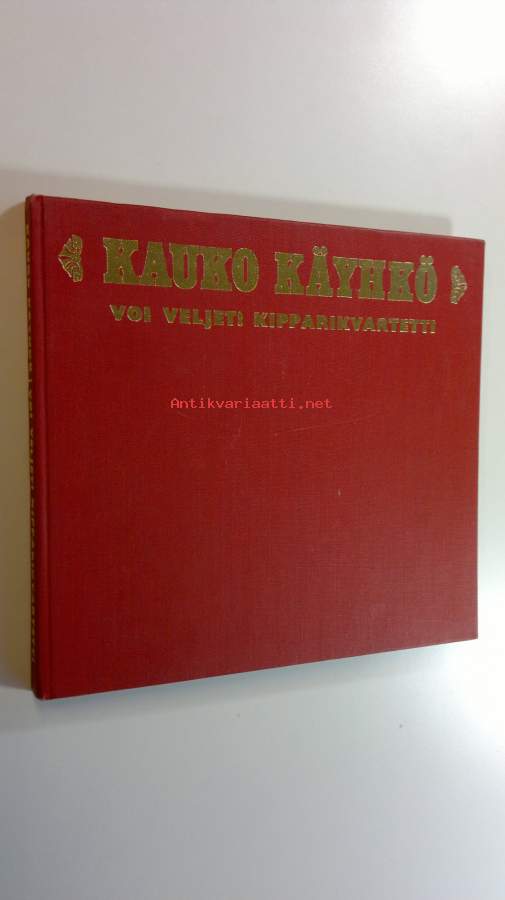 KAUKO KÄYHKÖ
VOI VELJET! KIPPARIKVARTETTI
Antikvariaatti.net